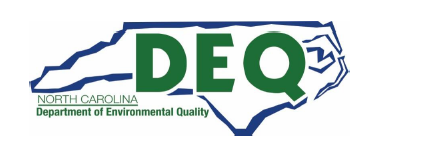 DEQ
NORTH CAROLINA
Department of Environmental Quality